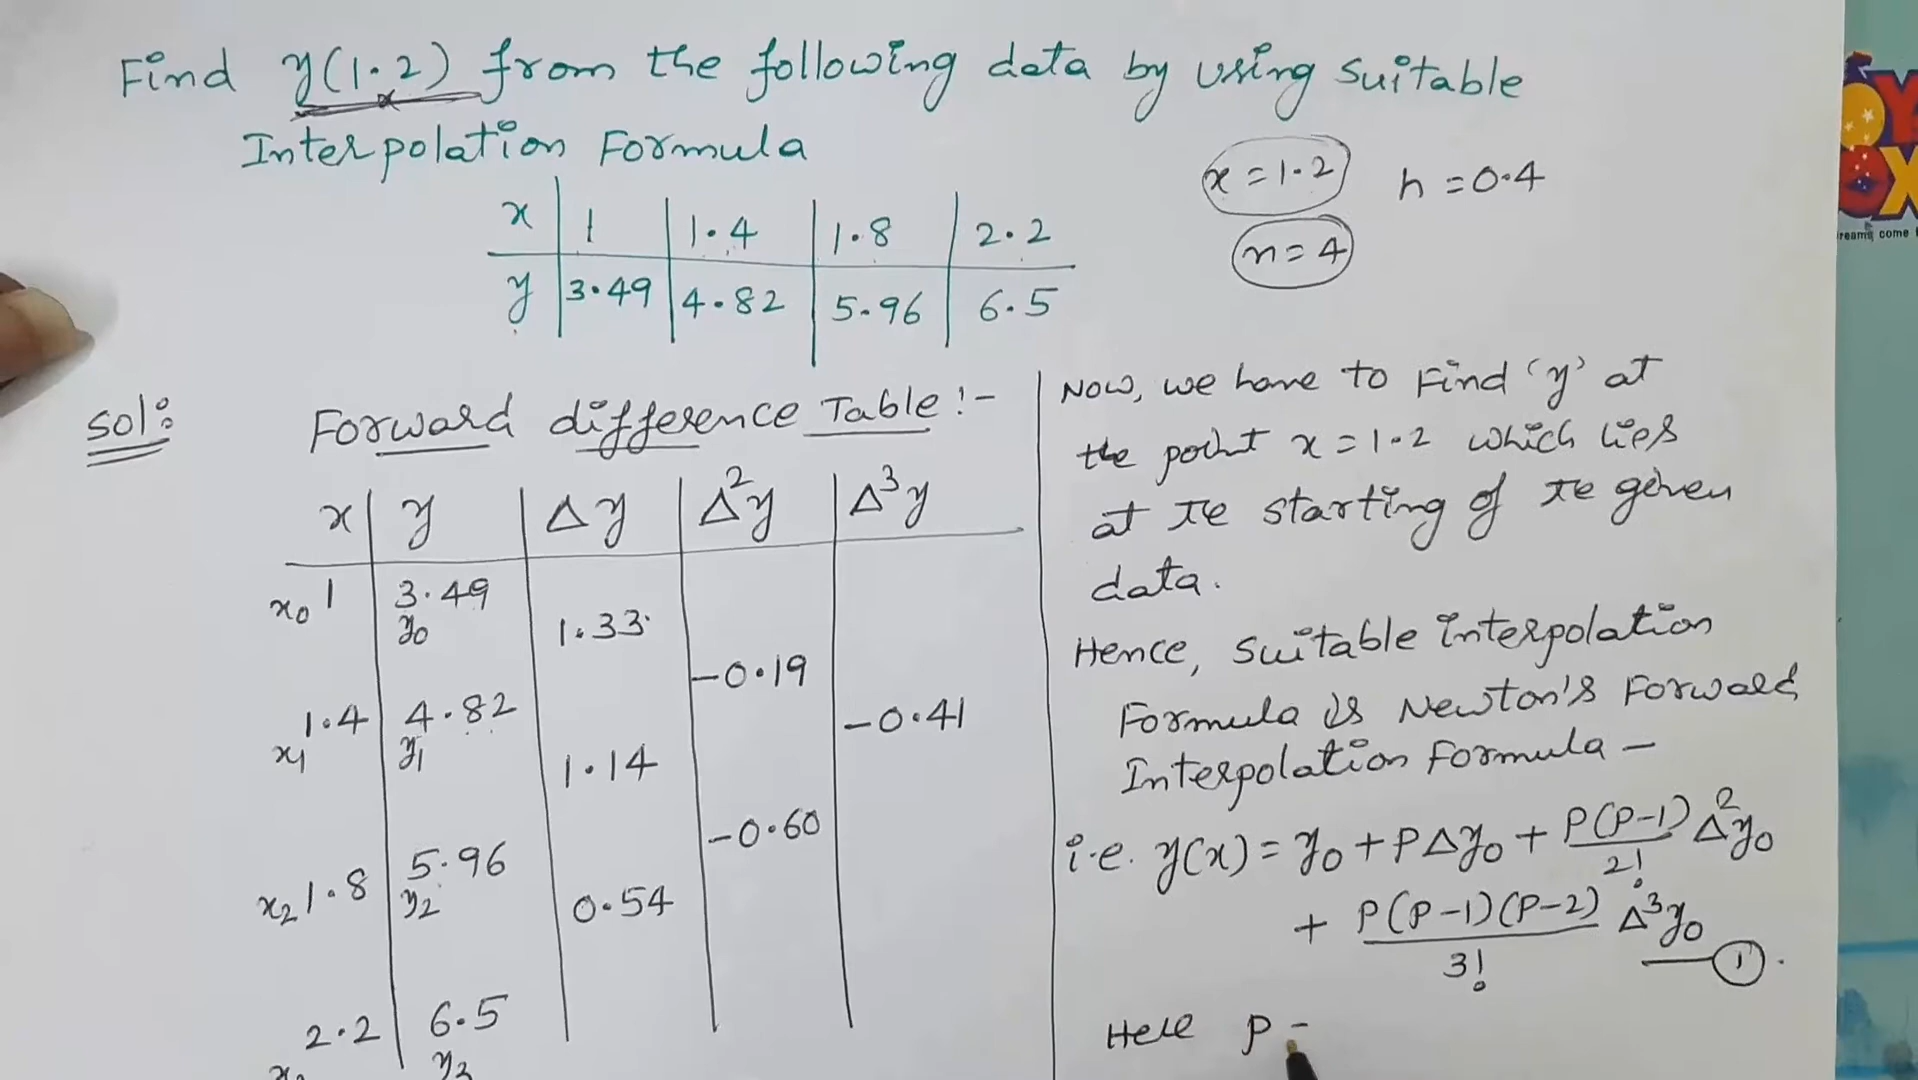 Find y(1.2) from the following data by using suitable
Interpolation Formula
x = 1.2 h = 0.4
n = 4
x 1 1.4 1.8 2.2
y 3.49 4.82 5.96 6.5
Sol:
Forward difference Table :-
x y Δy Δ²y Δ³y
x₀ 1 3.49
y₀
1.33
-0.19
x₁ 1.4 4.82
y₁
-0.41
1.14
-0.60
x₂ 1.8 5.96
y₂
0.54
2.2 6.5
y₃
Now, we have to Find 'y' at
the point x = 1.2 which lies
at the starting of the given
data.
Hence, suitable interpolation
Formula is Newton's Forward
Interpolation Formula –
i.e. y(x) = y₀ + PΔy₀ + P(P-1)/2! Δ²y₀
+ P(P-1)(P-2)/3! Δ³y₀ — ①.
Here P -
OY
OX
dreams come